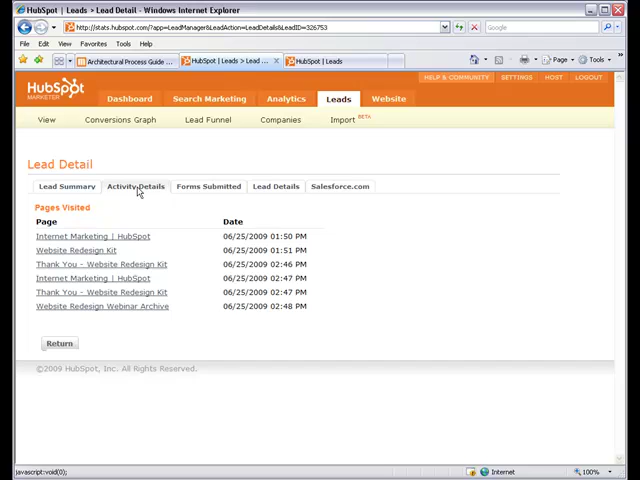 HubSpot | Leads > Lead Detail - Windows Internet Explorer
http://stats.hubspot.com/?app=LeadManager&LeadAction=LeadDetails&LeadID=326753
Google
File Edit View Favorites Tools Help
Architectural Process Guide ...
HubSpot | Leads > Lead ...
HubSpot | Leads
Page
Tools
HELP & COMMUNITY SETTINGS HOST LOGOUT
HubSpot
MARKETER
Dashboard Search Marketing Analytics Leads Website
View Conversions Graph Lead Funnel Companies Import BETA
Lead Detail
Lead Summary Activity Details Forms Submitted Lead Details Salesforce.com
Pages Visited
Page Date
Internet Marketing | HubSpot 06/25/2009 01:50 PM
Website Redesign Kit 06/25/2009 01:51 PM
Thank You - Website Redesign Kit 06/25/2009 02:46 PM
Internet Marketing | HubSpot 06/25/2009 02:47 PM
Thank You - Website Redesign Kit 06/25/2009 02:47 PM
Website Redesign Webinar Archive 06/25/2009 02:48 PM
Return
©2009 HubSpot, Inc. All Rights Reserved.
javascript:void(0);
Internet
100%